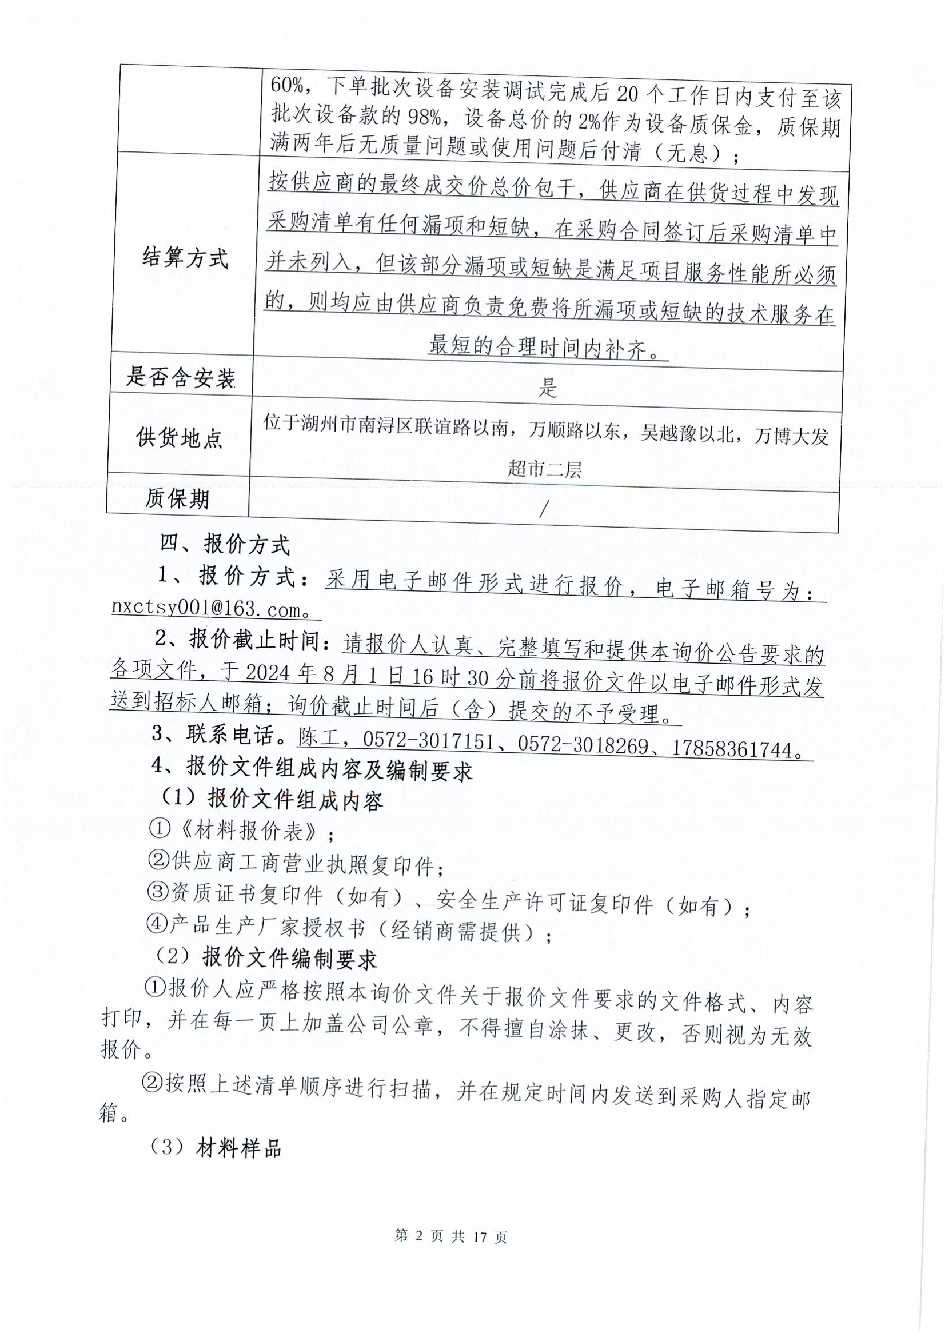 60%，下单批次设备安装调试完成后 20 个工作日内支付至该
批次设备款的 98%，设备总价的 2%作为设备质保金，质保期
满两年后无质量问题或使用问题后付清（无息）；
结算方式
按供应商的最终成交价总价包干，供应商在供货过程中发现
采购清单有任何漏项和短缺，在采购合同签订后采购清单中
并未列入，但该部分漏项或短缺是满足项目服务性能所必须
的，则均应由供应商负责免费将所漏项或短缺的技术服务在
最短的合理时间内补齐。
是否含安装
是
供货地点
位于湖州市南浔区联谊路以南，万顺路以东，吴越豫以北，万博大发
超市二层
质保期
/
四、报价方式
1、报价方式：采用电子邮件形式进行报价，电子邮箱号为：
nxctsy001@163.com。
2、报价截止时间：请报价人认真、完整填写和提供本询价公告要求的
各项文件，于 2024 年 8 月 1 日 16 时 30 分前将报价文件以电子邮件形式发
送到招标人邮箱；询价截止时间后（含）提交的不予受理。
3、联系电话。陈工，0572-3017151、0572-3018269、17858361744。
4、报价文件组成内容及编制要求
（1）报价文件组成内容
①《材料报价表》；
②供应商工商营业执照复印件；
③资质证书复印件（如有）、安全生产许可证复印件（如有）；
④产品生产厂家授权书（经销商需提供）；
（2）报价文件编制要求
①报价人应严格按照本询价文件关于报价文件要求的文件格式、内容
打印，并在每一页上加盖公司公章，不得擅自涂抹、更改，否则视为无效
报价。
②按照上述清单顺序进行扫描，并在规定时间内发送到采购人指定邮
箱。
（3）材料样品
第 2 页 共 17 页